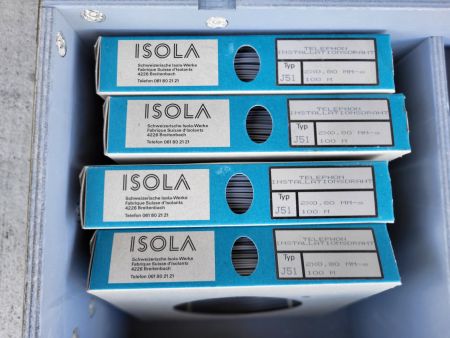 ISOLA
Schweizerische Isola-Werke
Fabrique Suisse d'Isolants
4226 Breitenbach
Telefon 061 80 21 21
TELEPHON
INSTALLATIONSDRAHT
Typ
J51
2X0,80 MM-a
100 M
ISOLA
Schweizerische Isola-Werke
Fabrique Suisse d'Isolants
4226 Breitenbach
Telefon 061 80 21 21
TELEPHON
INSTALLATIONSDRAHT
Typ
J51
2X0,80 MM-a
100 M
ISOLA
Schweizerische Isola-Werke
Fabrique Suisse d'Isolants
4226 Breitenbach
Telefon 061 80 21 21
TELEPHON
INSTALLATIONSDRAHT
Typ
J51
2X0,80 MM-a
100 M
ISOLA
Schweizerische Isola-Werke
Fabrique Suisse d'Isolants
4226 Breitenbach
Telefon 061 80 21 21
TELEPHON
INSTALLATIONSDRAHT
Typ
J51
2X0,80 MM-a
100 M